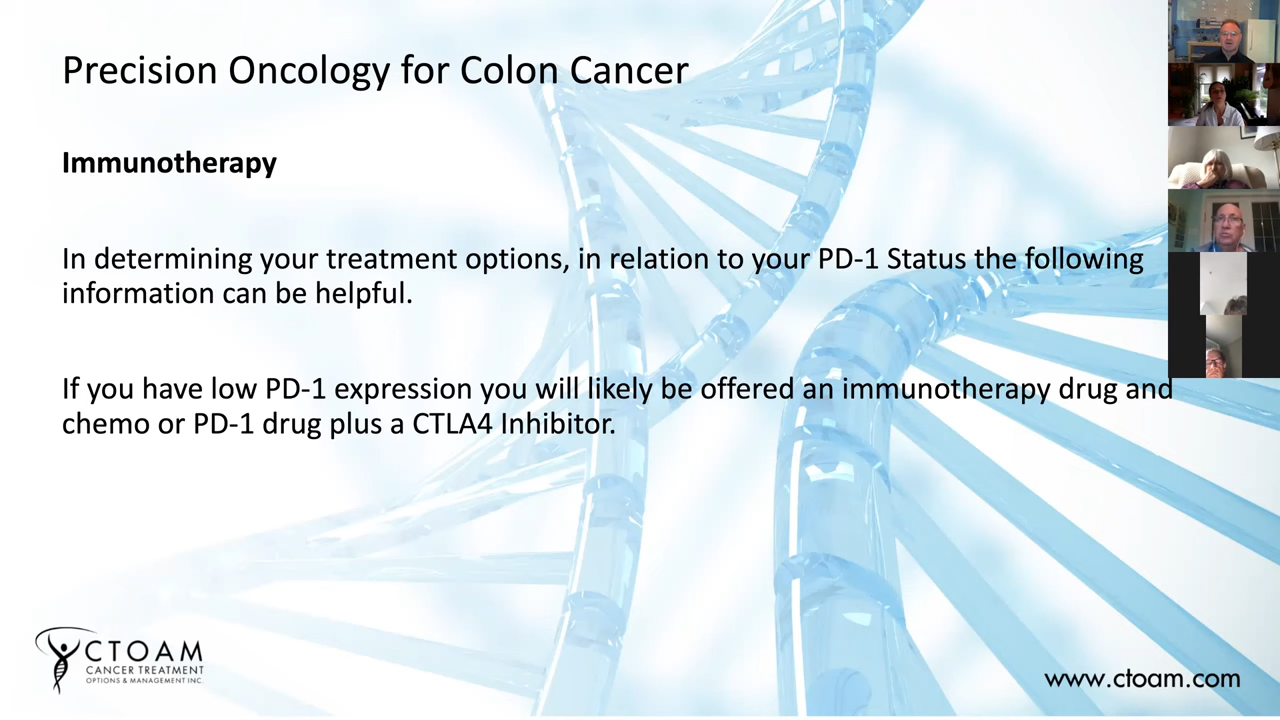 Precision Oncology for Colon Cancer
Immunotherapy
In determining your treatment options, in relation to your PD-1 Status the following
information can be helpful.
If you have low PD-1 expression you will likely be offered an immunotherapy drug and
chemo or PD-1 drug plus a CTLA4 Inhibitor.
CTOAM
CANCER TREATMENT
OPTIONS & MANAGEMENT INC.
www.ctoam.com